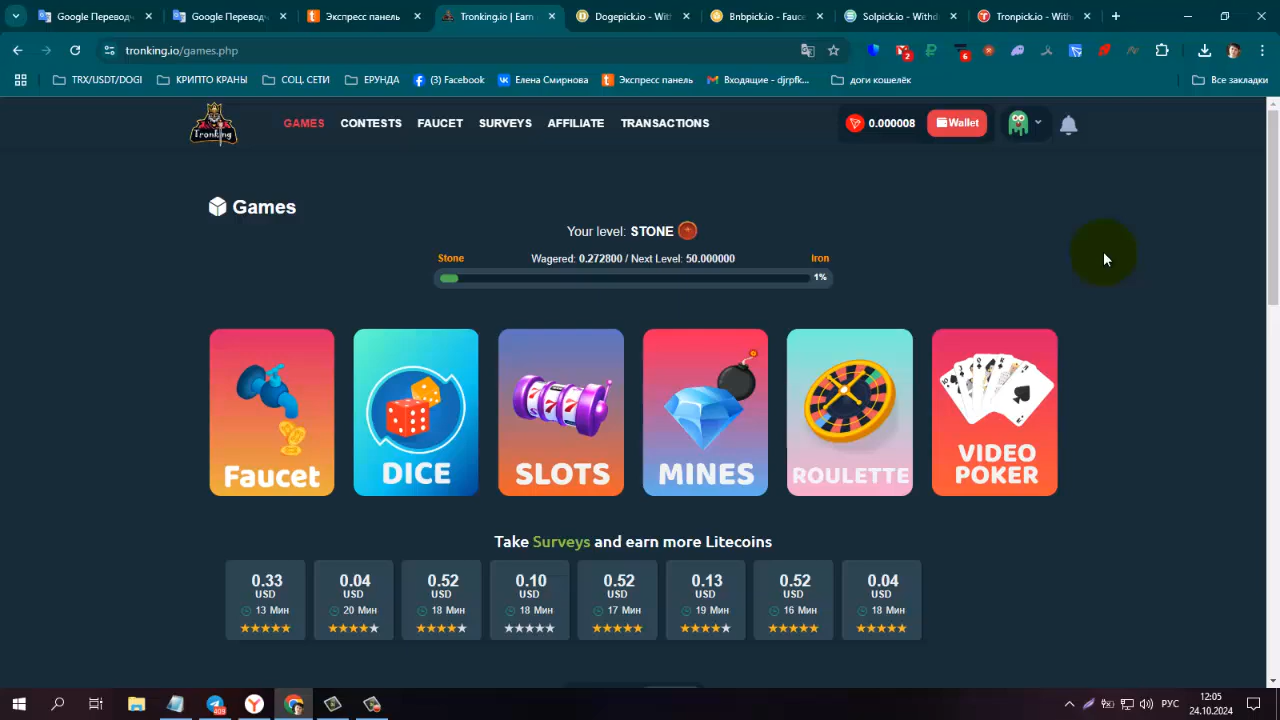 Google Перевод
Google Перевод
Экспресс панель
Tronking.io | Earn
Dogepick.io - With
Bnbpick.io - Fauce
Solpick.io - Withd
Tronpick.io - With
tronking.io/games.php
2
6
TRX/USDT/DOGI
КРИПТО КРАНЫ
СОЦ. СЕТИ
ЕРУНДА
(3) Facebook
Елена Смирнова
Экспресс панель
Входящие - djrpfk...
доги кошелёк
Все закладки
Tronking
GAMES
CONTESTS
FAUCET
SURVEYS
AFFILIATE
TRANSACTIONS
0.000008
Wallet
Games
Your level: STONE
Stone
Wagered: 0.272800 / Next Level: 50.000000
Iron
1%
Faucet
DICE
SLOTS
MINES
ROULETTE
VIDEO
POKER
Take Surveys and earn more Litecoins
0.33
USD
13 Мин
0.04
USD
20 Мин
0.52
USD
18 Мин
0.10
USD
18 Мин
0.52
USD
17 Мин
0.13
USD
19 Мин
0.52
USD
16 Мин
0.04
USD
18 Мин
409
РУС
12:05
24.10.2024